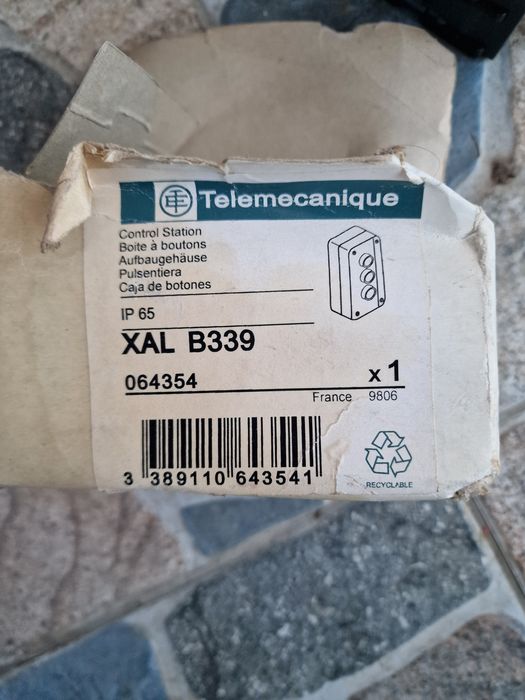 Telemecanique
Control Station
Boite à boutons
Aufbaugehäuse
Pulsentiera
Caja de botones
IP 65
XAL B339
064354
x 1
France 9806
3 389110 643541
RECYCLABLE